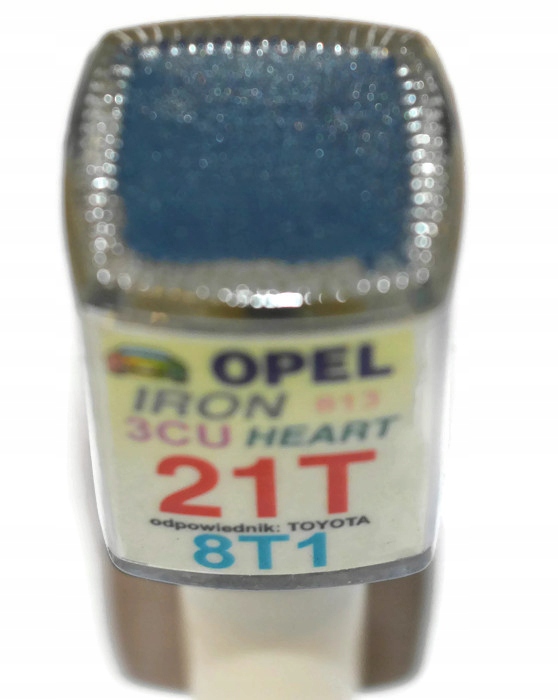 OPEL
IRON 813
3CU HEART
21T
odpowiednik: TOYOTA
8T1